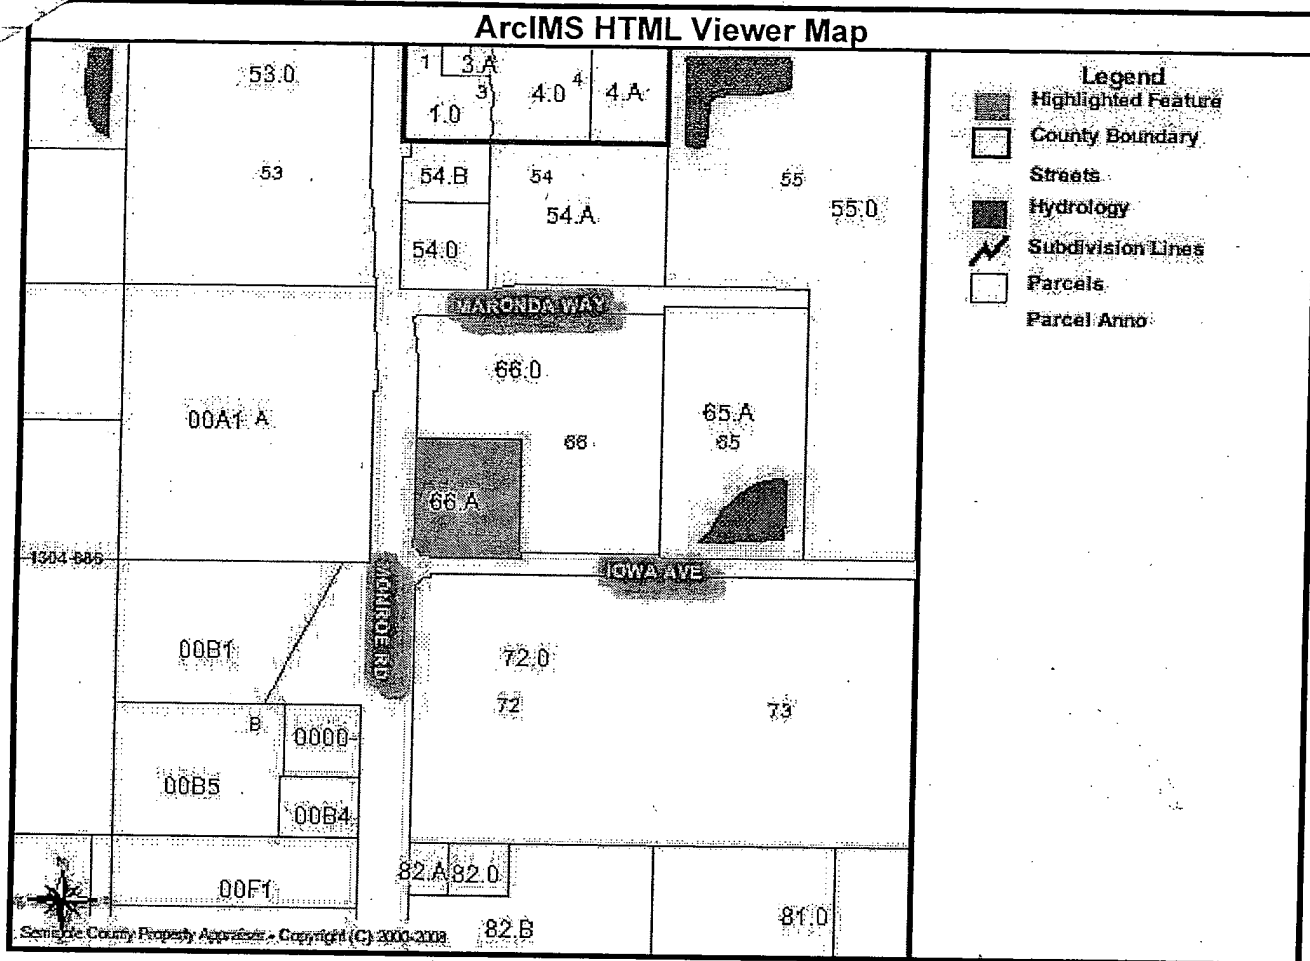 ArcIMS HTML Viewer Map
53.0
1
3.A
3
1.0
4.0
4
4.A
53
54.B
54
54.A
54.0
55
55.0
MARONDA WAY
66.0
00A1 A
65.A
65
66
66.A
1304-685
IOWA AVE
MONROE RD
00B1
72.0
72
73
B
0000-
00B5
00B4
82.A
82.0
00F1
82.B
81.0
N
Seminole County Property Appraiser - Copyright (C) 2000-2008
Legend
Highlighted Feature
County Boundary
Streets
Hydrology
Subdivision Lines
Parcels
Parcel Anno